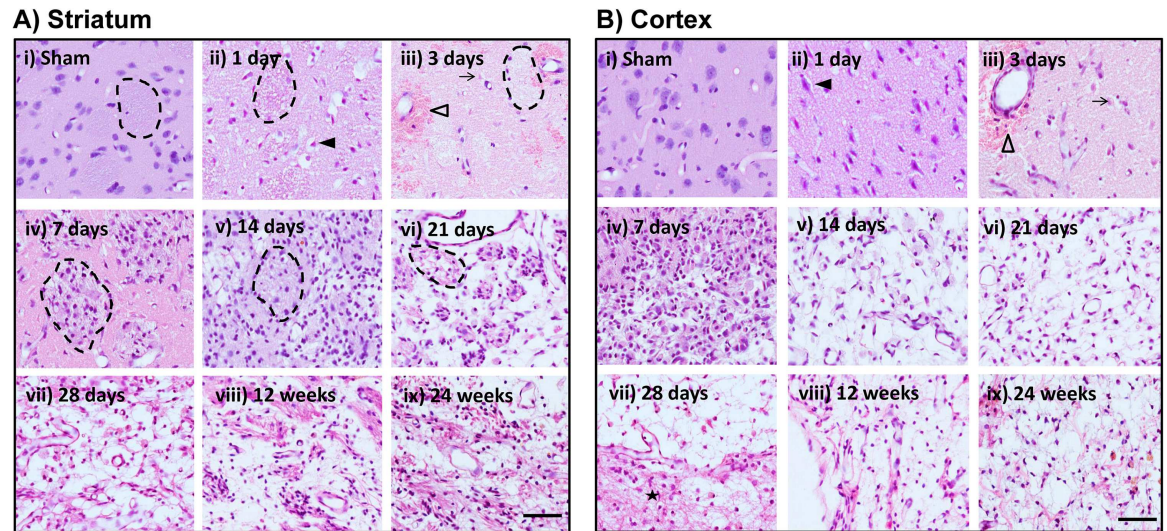 A) Striatum
i) Sham
ii) 1 day
iii) 3 days
iv) 7 days
v) 14 days
vi) 21 days
vii) 28 days
viii) 12 weeks
ix) 24 weeks
B) Cortex
i) Sham
ii) 1 day
iii) 3 days
iv) 7 days
v) 14 days
vi) 21 days
vii) 28 days
viii) 12 weeks
ix) 24 weeks